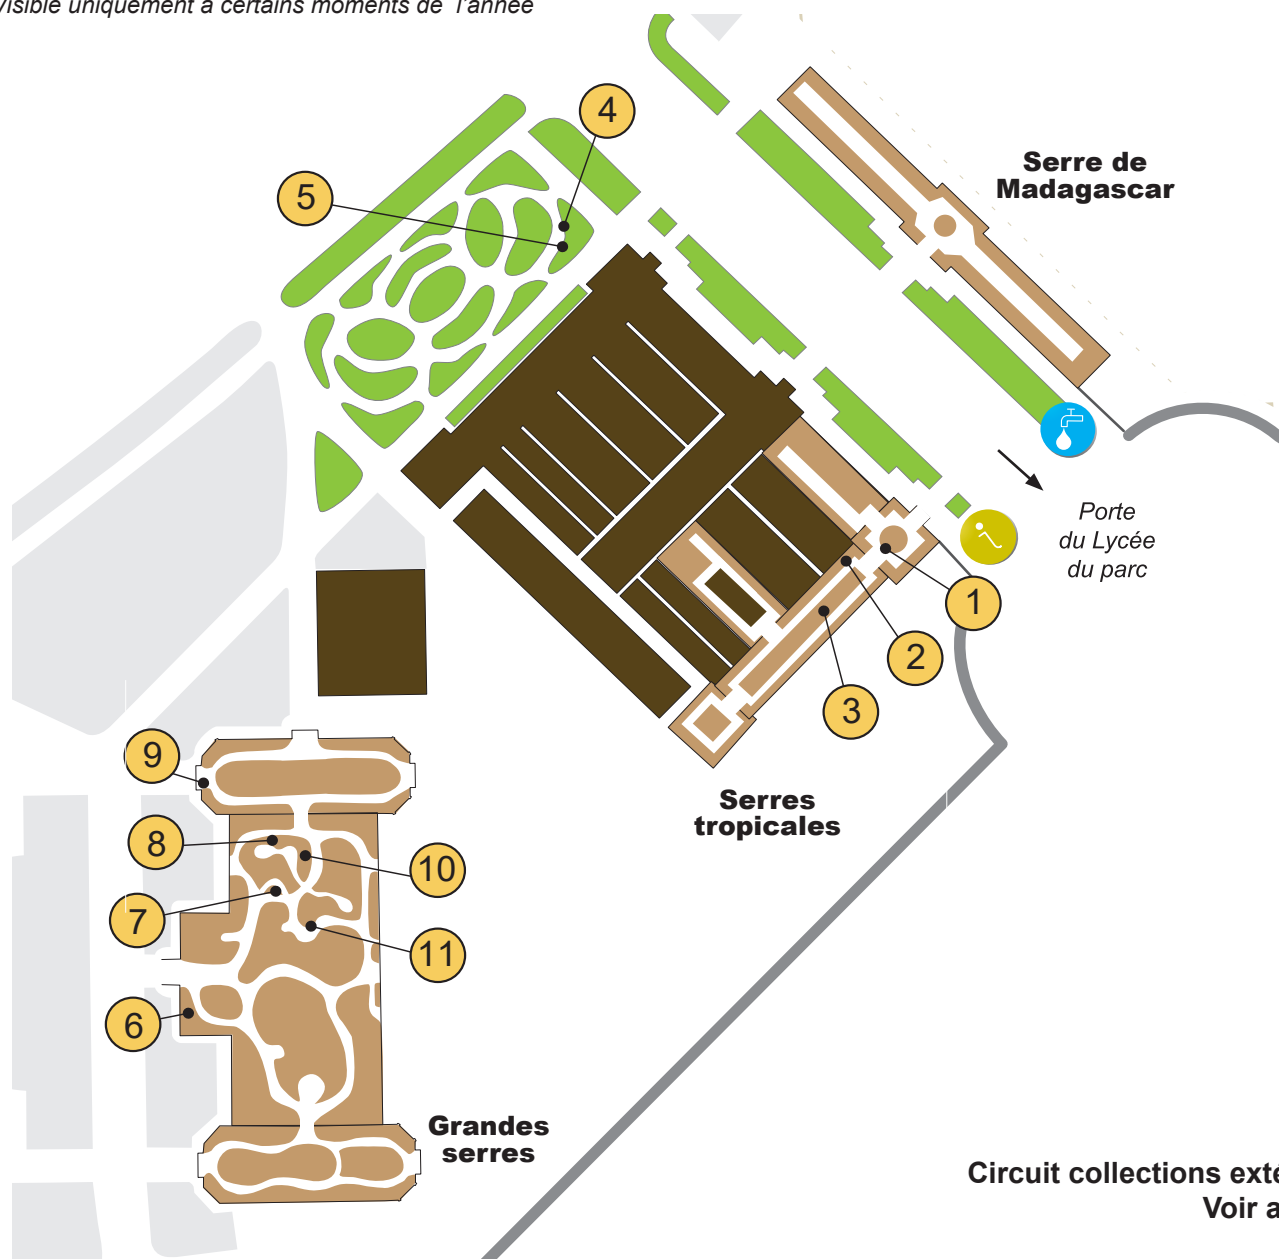 visible uniquement à certains moments de l'année
4
5
Serre de
Madagascar
Porte
du Lycée
du parc
1
2
3
Serres
tropicales
9
8
10
7
11
6
Grandes
serres
Circuit collections exté
Voir a